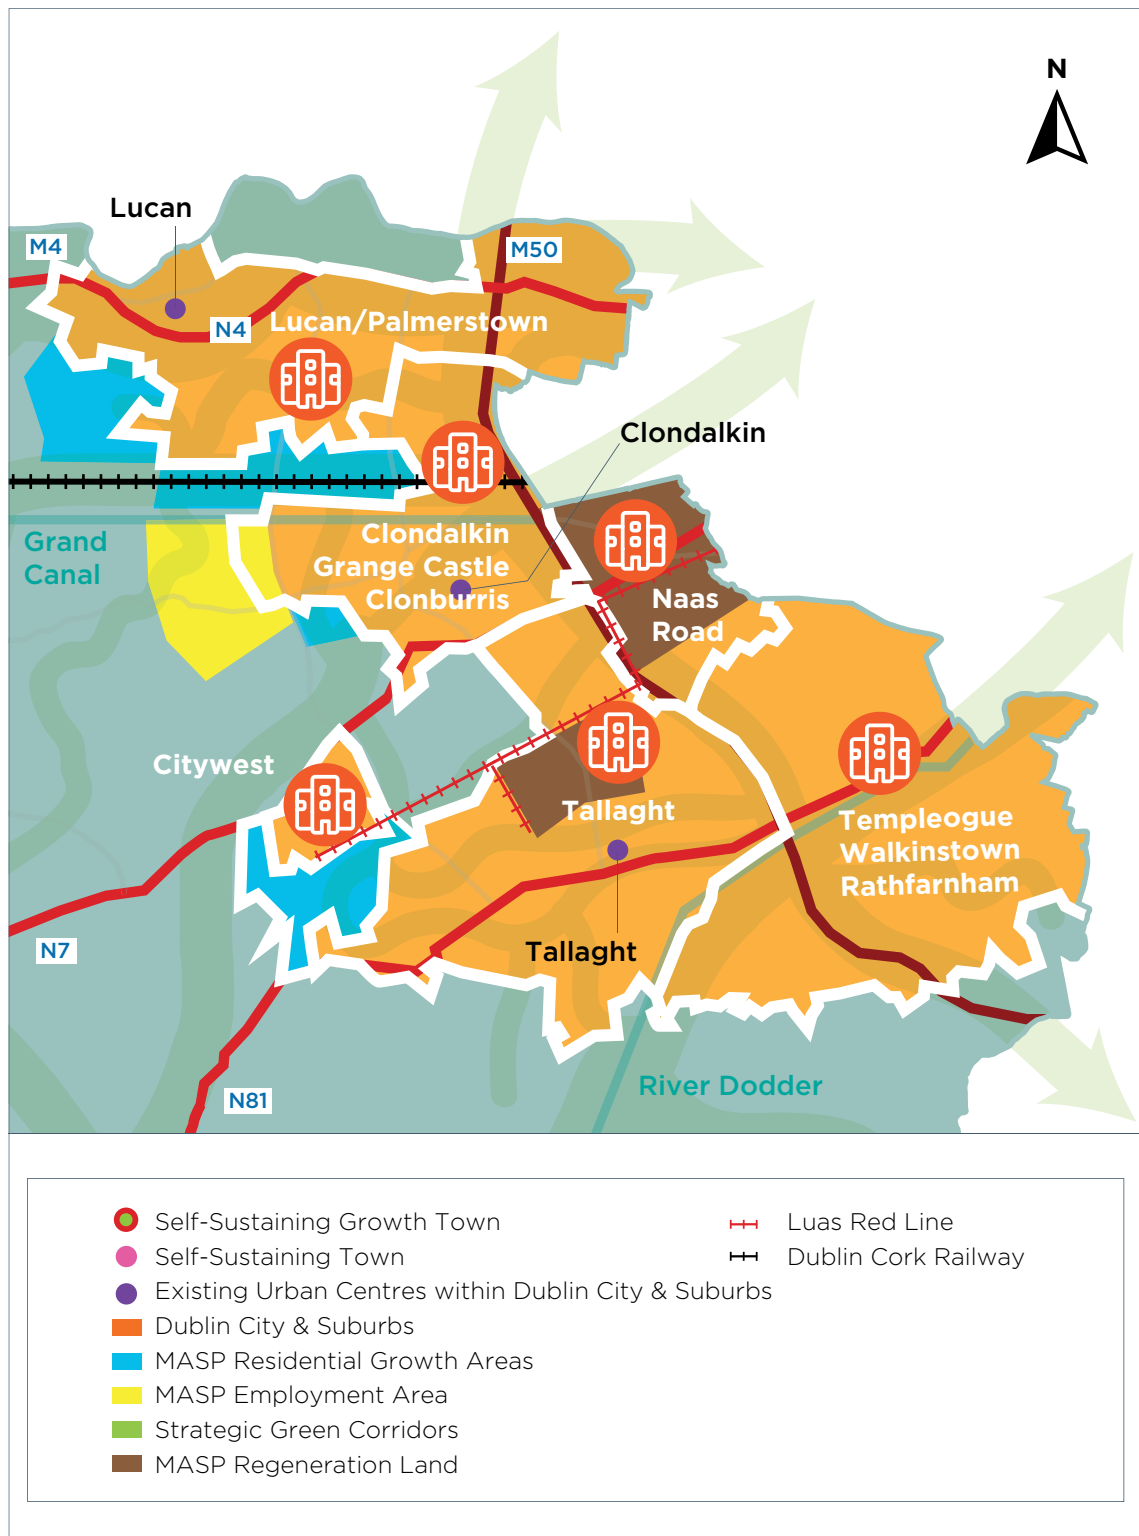 N
Lucan
M4
M50
N4
Lucan/Palmerstown
Clondalkin
Grand
Canal
Clondalkin
Grange Castle
Clonburris
Naas
Road
Citywest
Tallaght
Templeogue
Walkinstown
Rathfarnham
N7
Tallaght
River Dodder
N81
Self-Sustaining Growth Town
Self-Sustaining Town
Existing Urban Centres within Dublin City & Suburbs
Dublin City & Suburbs
MASP Residential Growth Areas
MASP Employment Area
Strategic Green Corridors
MASP Regeneration Land
Luas Red Line
Dublin Cork Railway